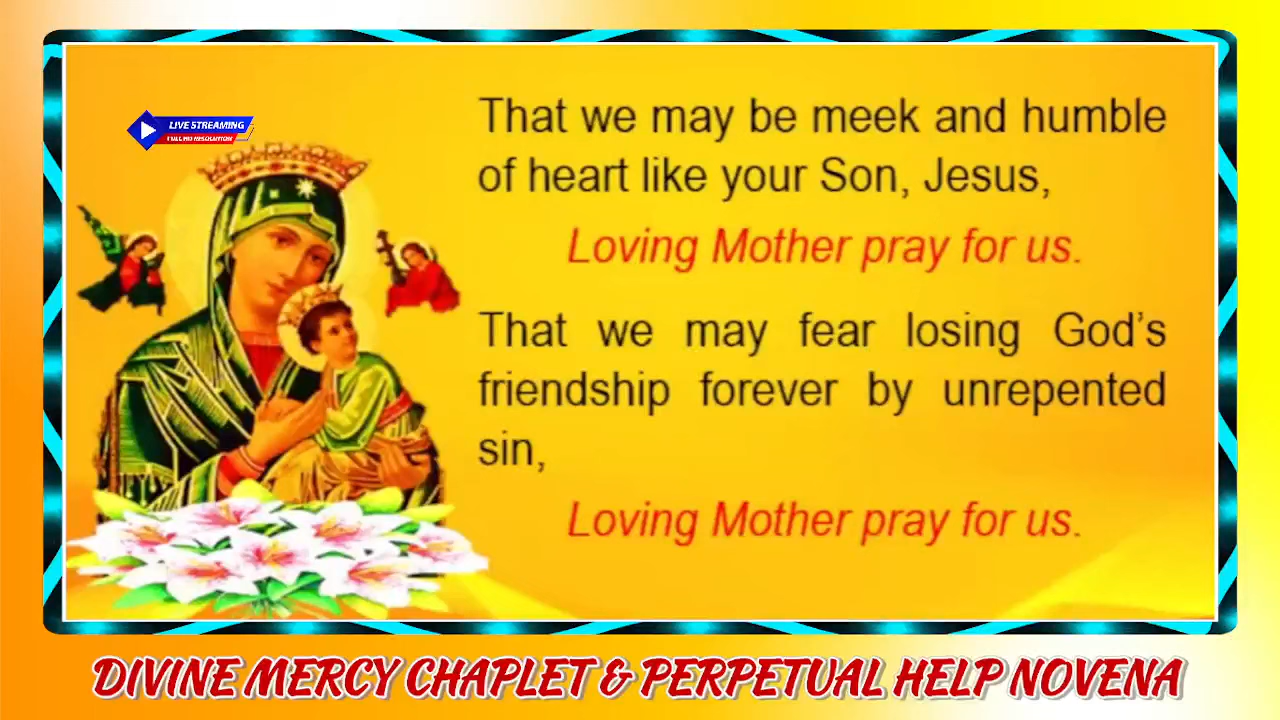 LIVE STREAMING
FULL HD RESOLUTION
That we may be meek and humble
of heart like your Son, Jesus,
Loving Mother pray for us.
That we may fear losing God's
friendship forever by unrepented
sin,
Loving Mother pray for us.
DIVINE MERCY CHAPLET & PERPETUAL HELP NOVENA